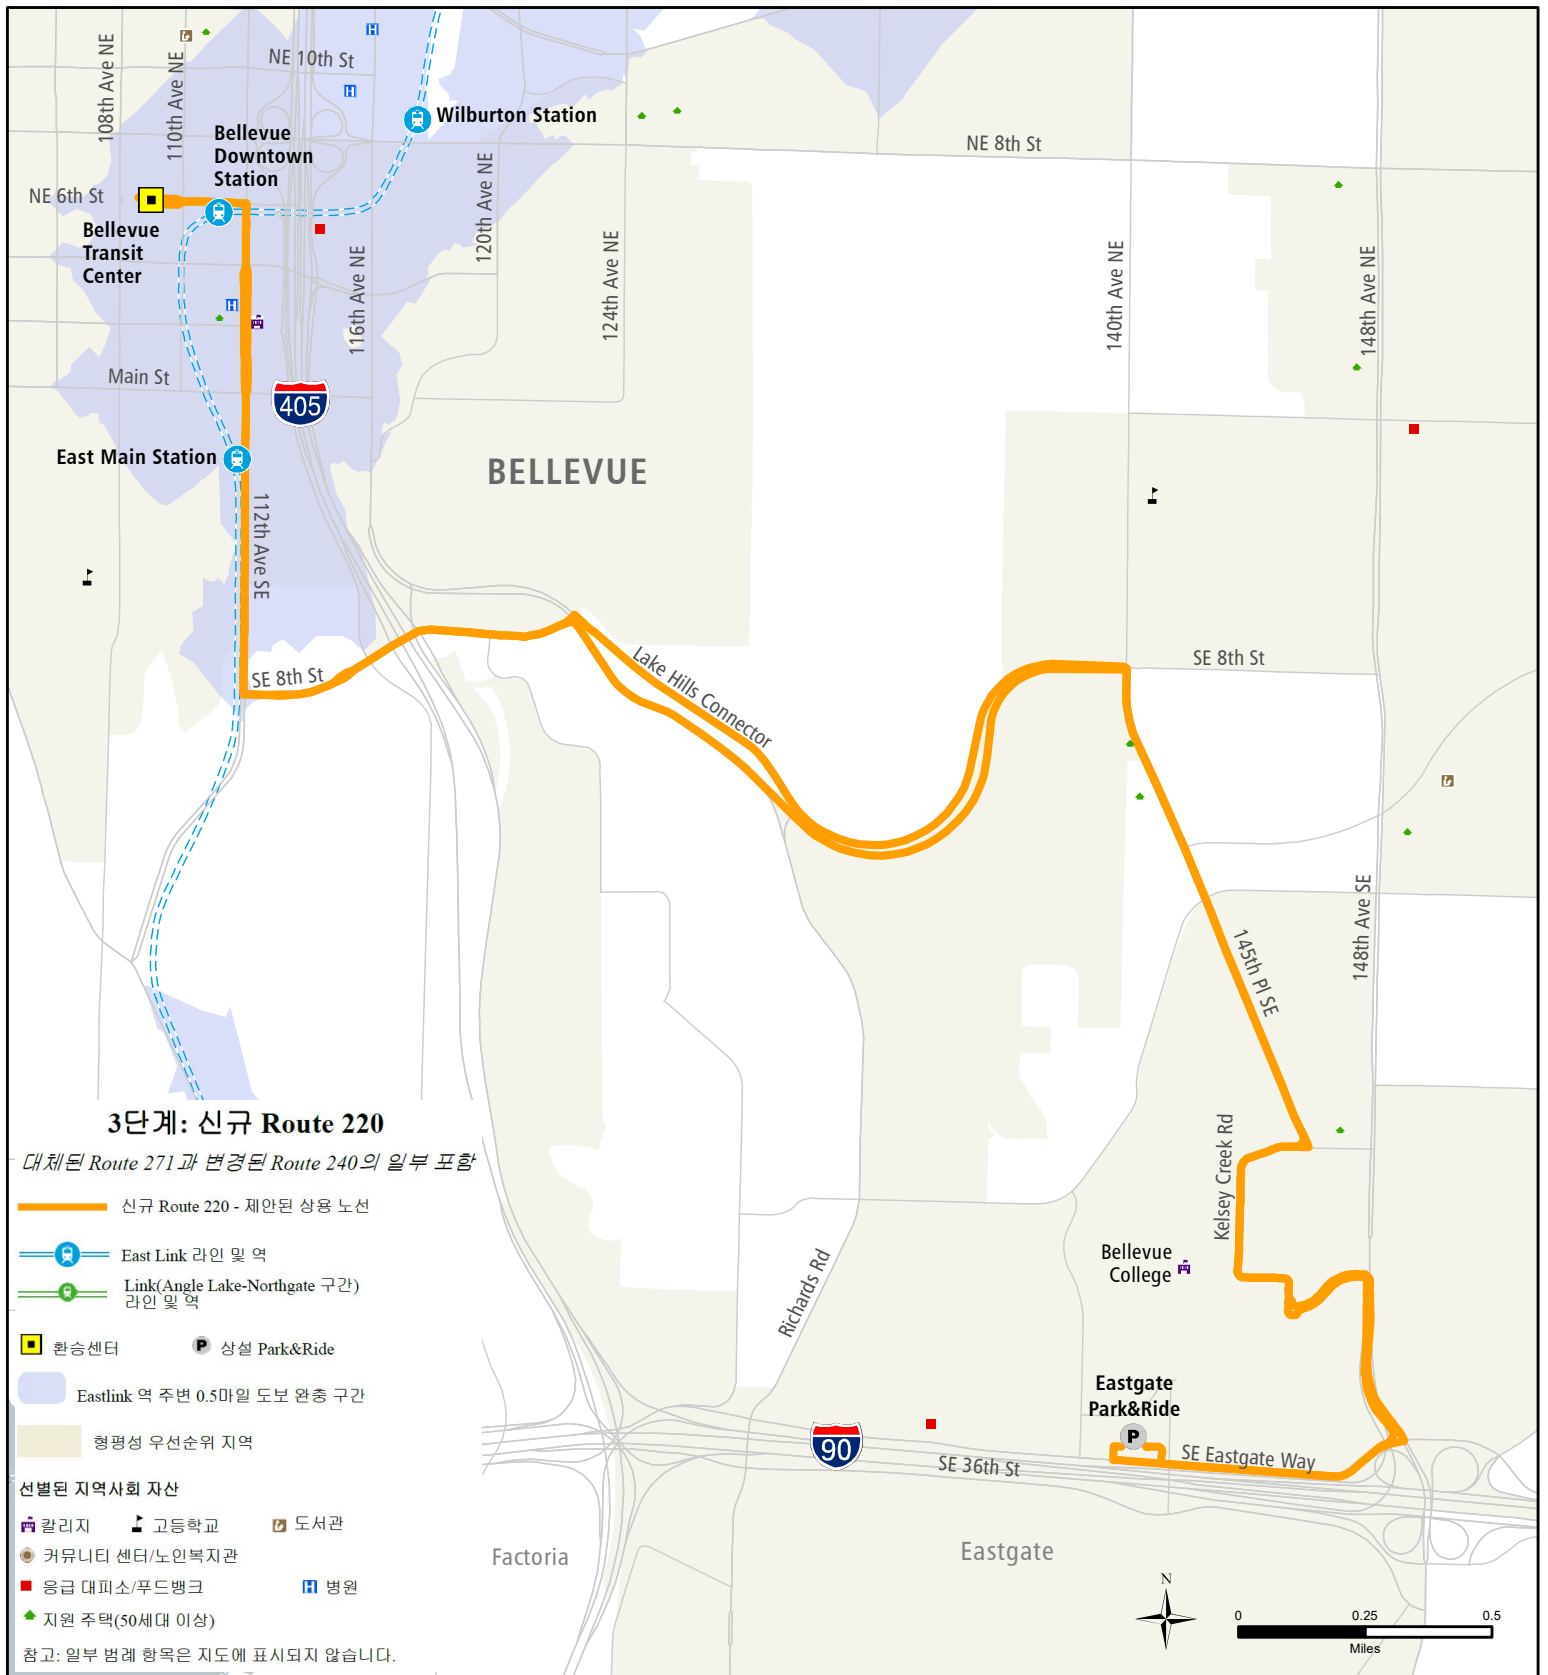 108th Ave NE
110th Ave NE
NE 10th St
Wilburton Station
Bellevue
Downtown
Station
NE 8th St
NE 6th St
Bellevue
Transit
Center
116th Ave NE
120th Ave NE
124th Ave NE
140th Ave NE
148th Ave NE
Main St
405
East Main Station
BELLEVUE
112th Ave SE
SE 8th St
Lake Hills Connector
SE 8th St
145th Pl SE
148th Ave SE
Kelsey Creek Rd
Bellevue
College
Richards Rd
Eastgate
Park&Ride
P
SE Eastgate Way
90
SE 36th St
Factoria
Eastgate
3단계: 신규 Route 220
대체된 Route 271과 변경된 Route 240의 일부 포함
신규 Route 220 - 제안된 상용 노선
East Link 라인 및 역
Link(Angle Lake-Northgate 구간)
라인 및 역
환승센터
P 상설 Park&Ride
Eastlink 역 주변 0.5마일 도보 완충 구간
형평성 우선순위 지역
선별된 지역사회 자산
칼리지 고등학교 도서관
커뮤니티 센터/노인복지관
응급 대피소/푸드뱅크 H 병원
지원 주택(50세대 이상)
참고: 일부 범례 항목은 지도에 표시되지 않습니다.
N
0 0.25 0.5
Miles